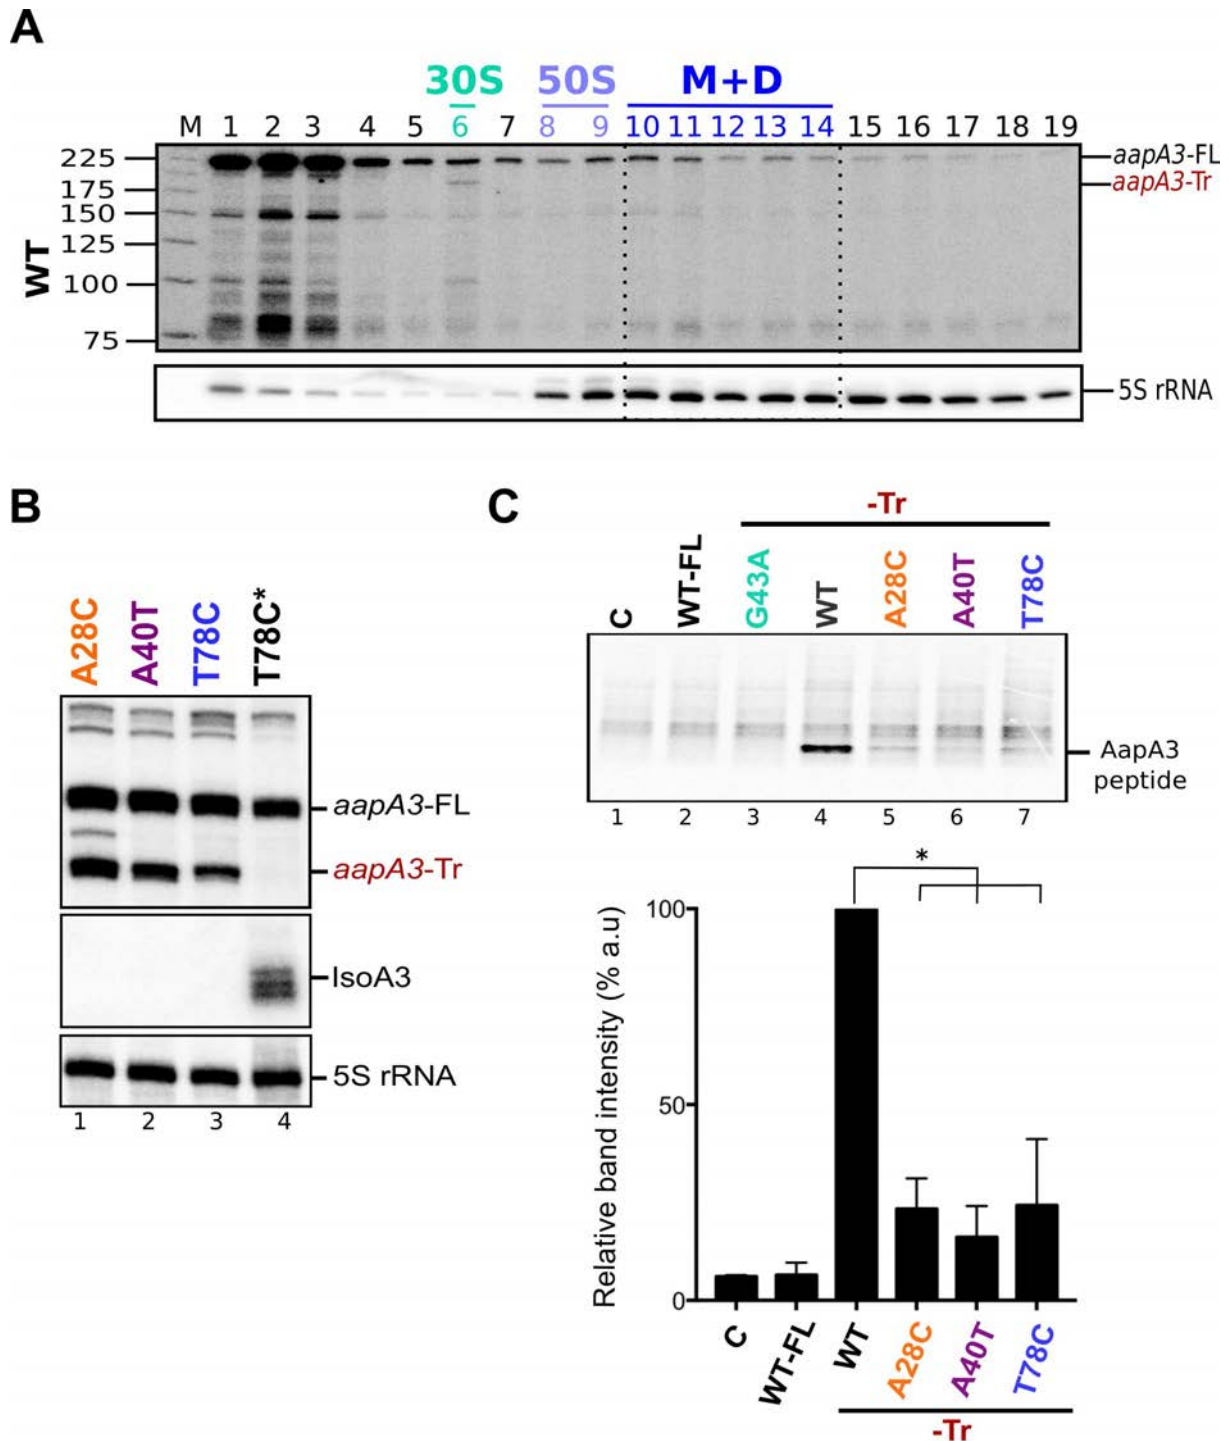 A
30S 50S M+D
M 1 2 3 4 5 6 7 8 9 10 11 12 13 14 15 16 17 18 19
WT
225
175
150
125
100
75
aapA3-FL
aapA3-Tr
5S rRNA
B
A28C A40T T78C T78C*
aapA3-FL
aapA3-Tr
IsoA3
5S rRNA
1 2 3 4
C
-Tr
C WT-FL G43A WT A28C A40T T78C
AapA3
peptide
1 2 3 4 5 6 7
*
Relative band intensity (% a.u)
100
50
0
C WT-FL WT A28C A40T T78C
-Tr